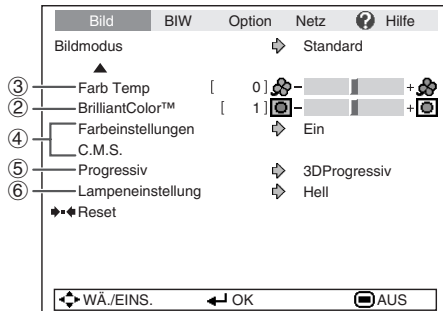 Bild BIW Option Netz ? Hilfe
Bildmodus Standard
③ Farb Temp [ 0 ] - +
② BrilliantColor™ [ 1 ] - +
④ Farbeinstellungen Ein
C.M.S.
⑤ Progressiv 3DProgressiv
⑥ Lampeneinstellung Hell
Reset
WÄ./EINS. OK AUS